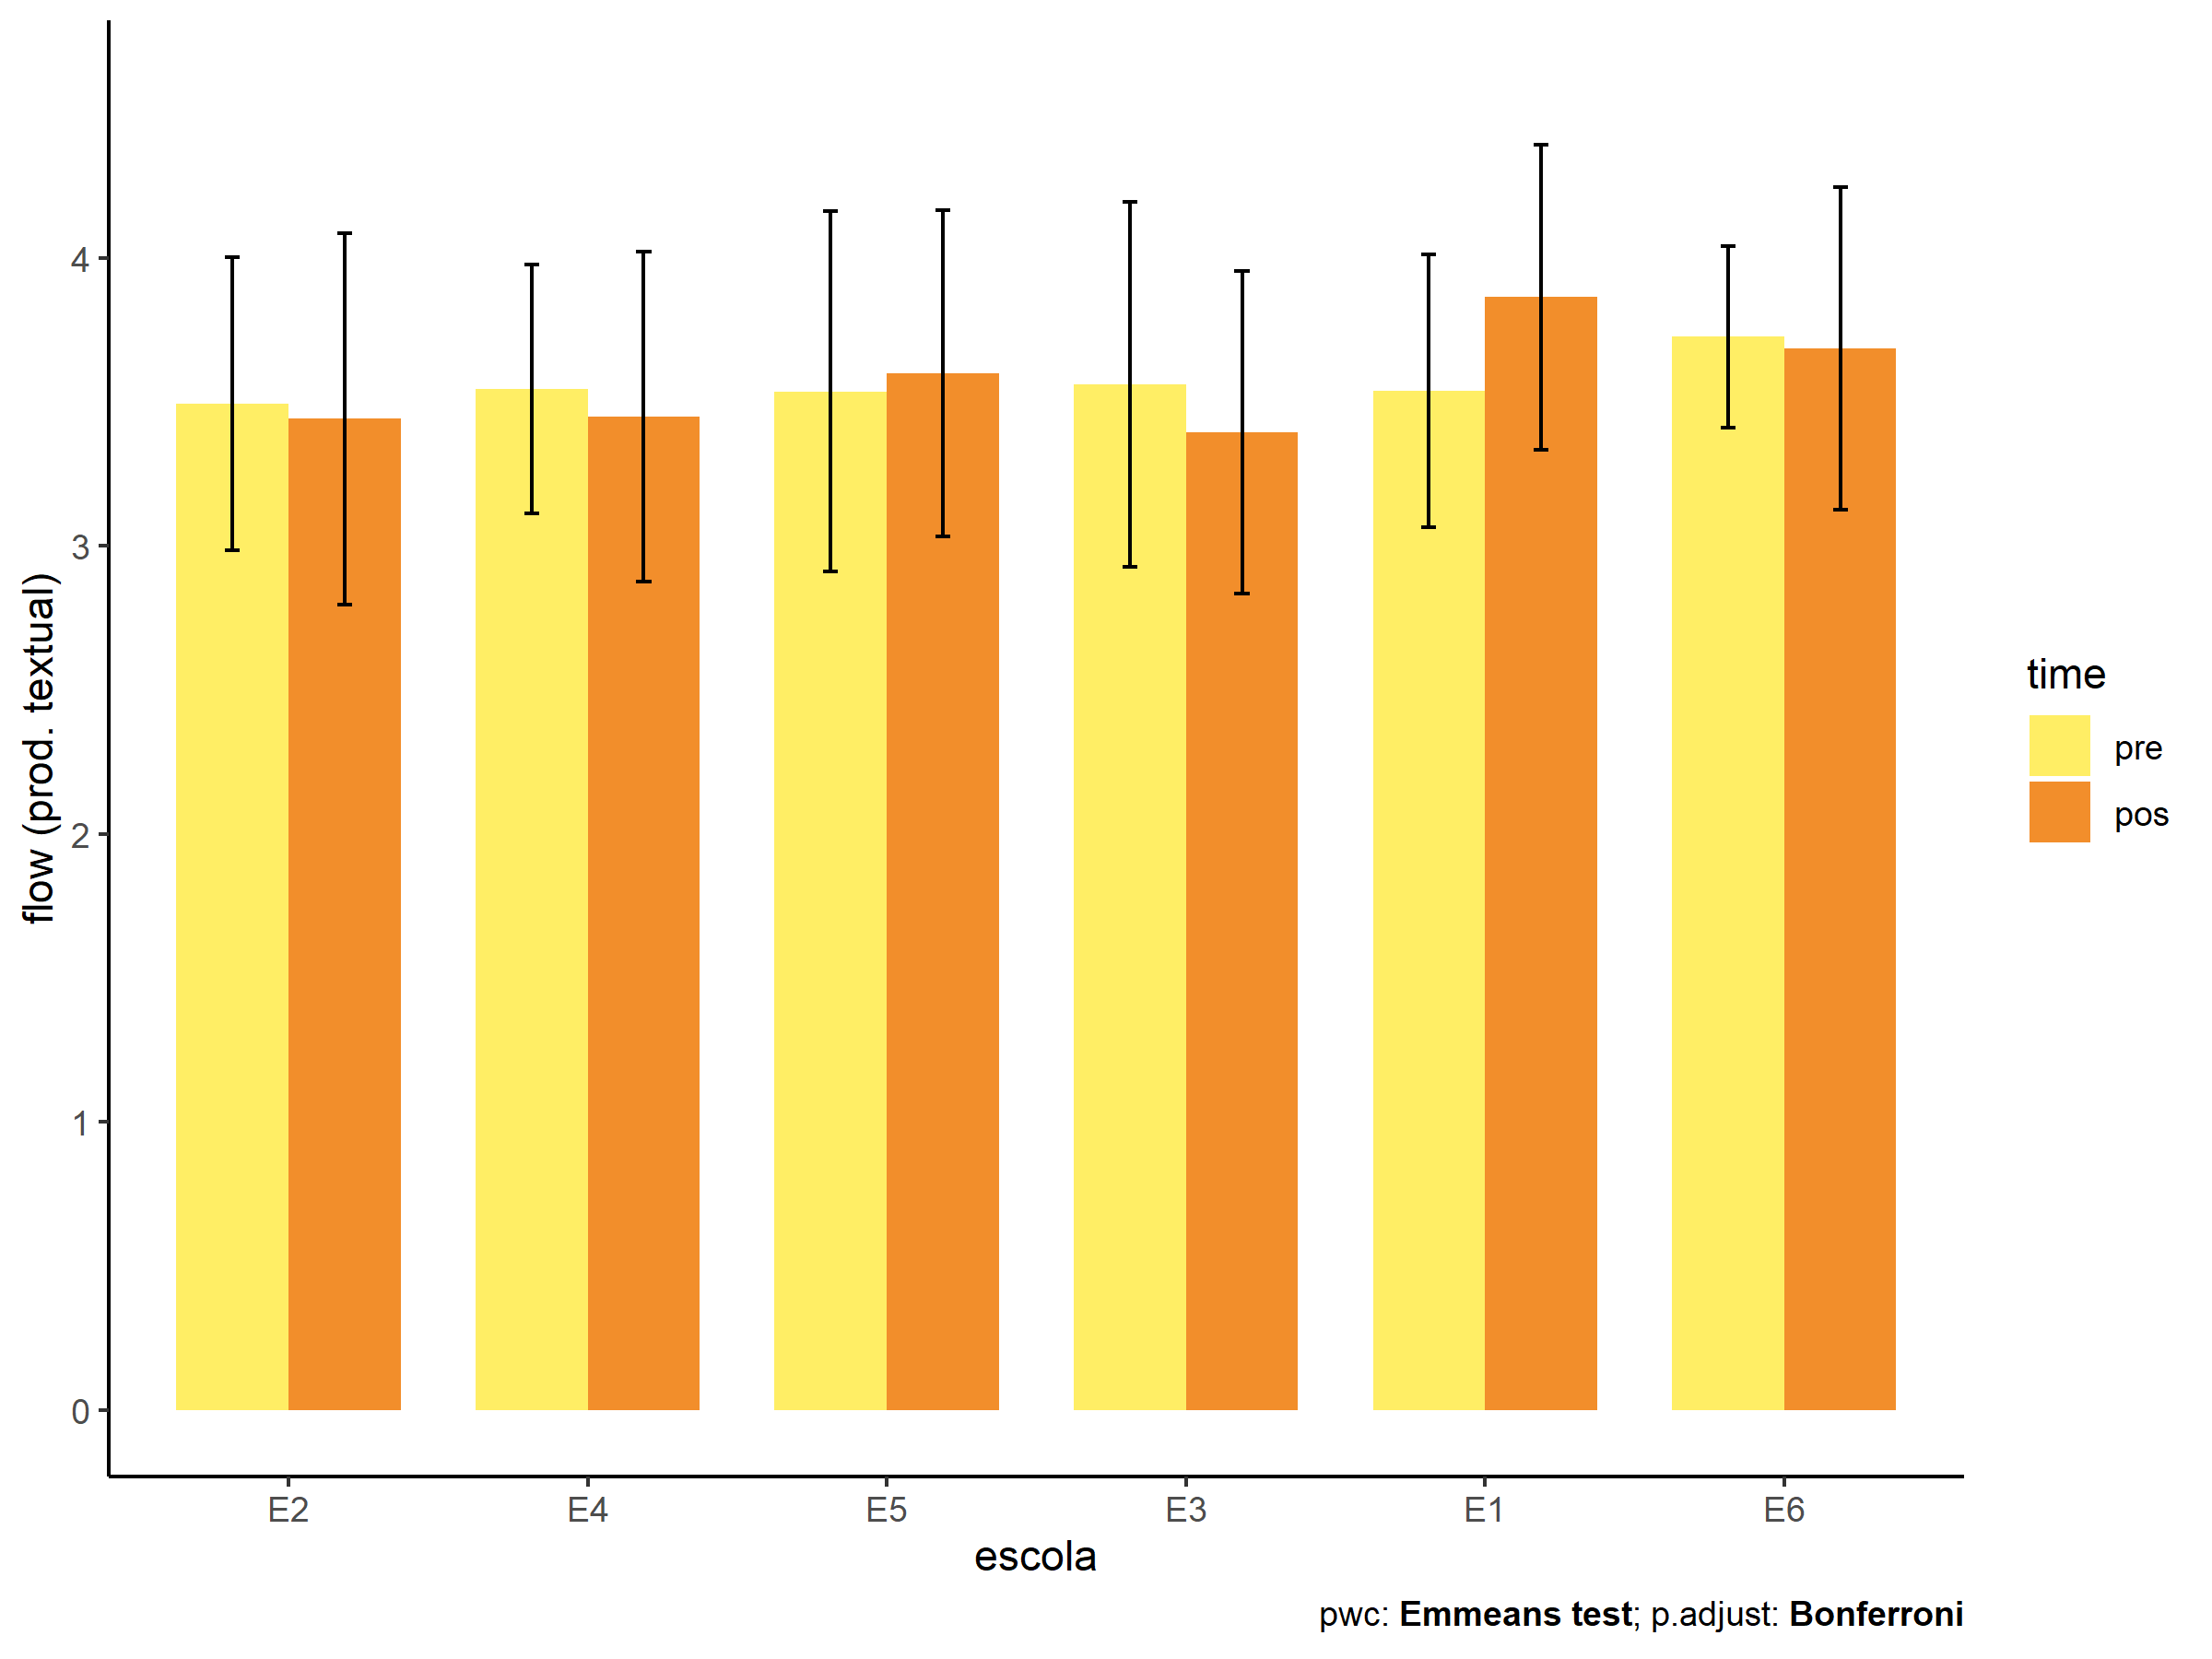 flow (prod. textual)
4
3
2
1
0
E2 E4 E5 E3 E1 E6
escola
time
pre
pos
pwc: Emmeans test; p.adjust: Bonferroni